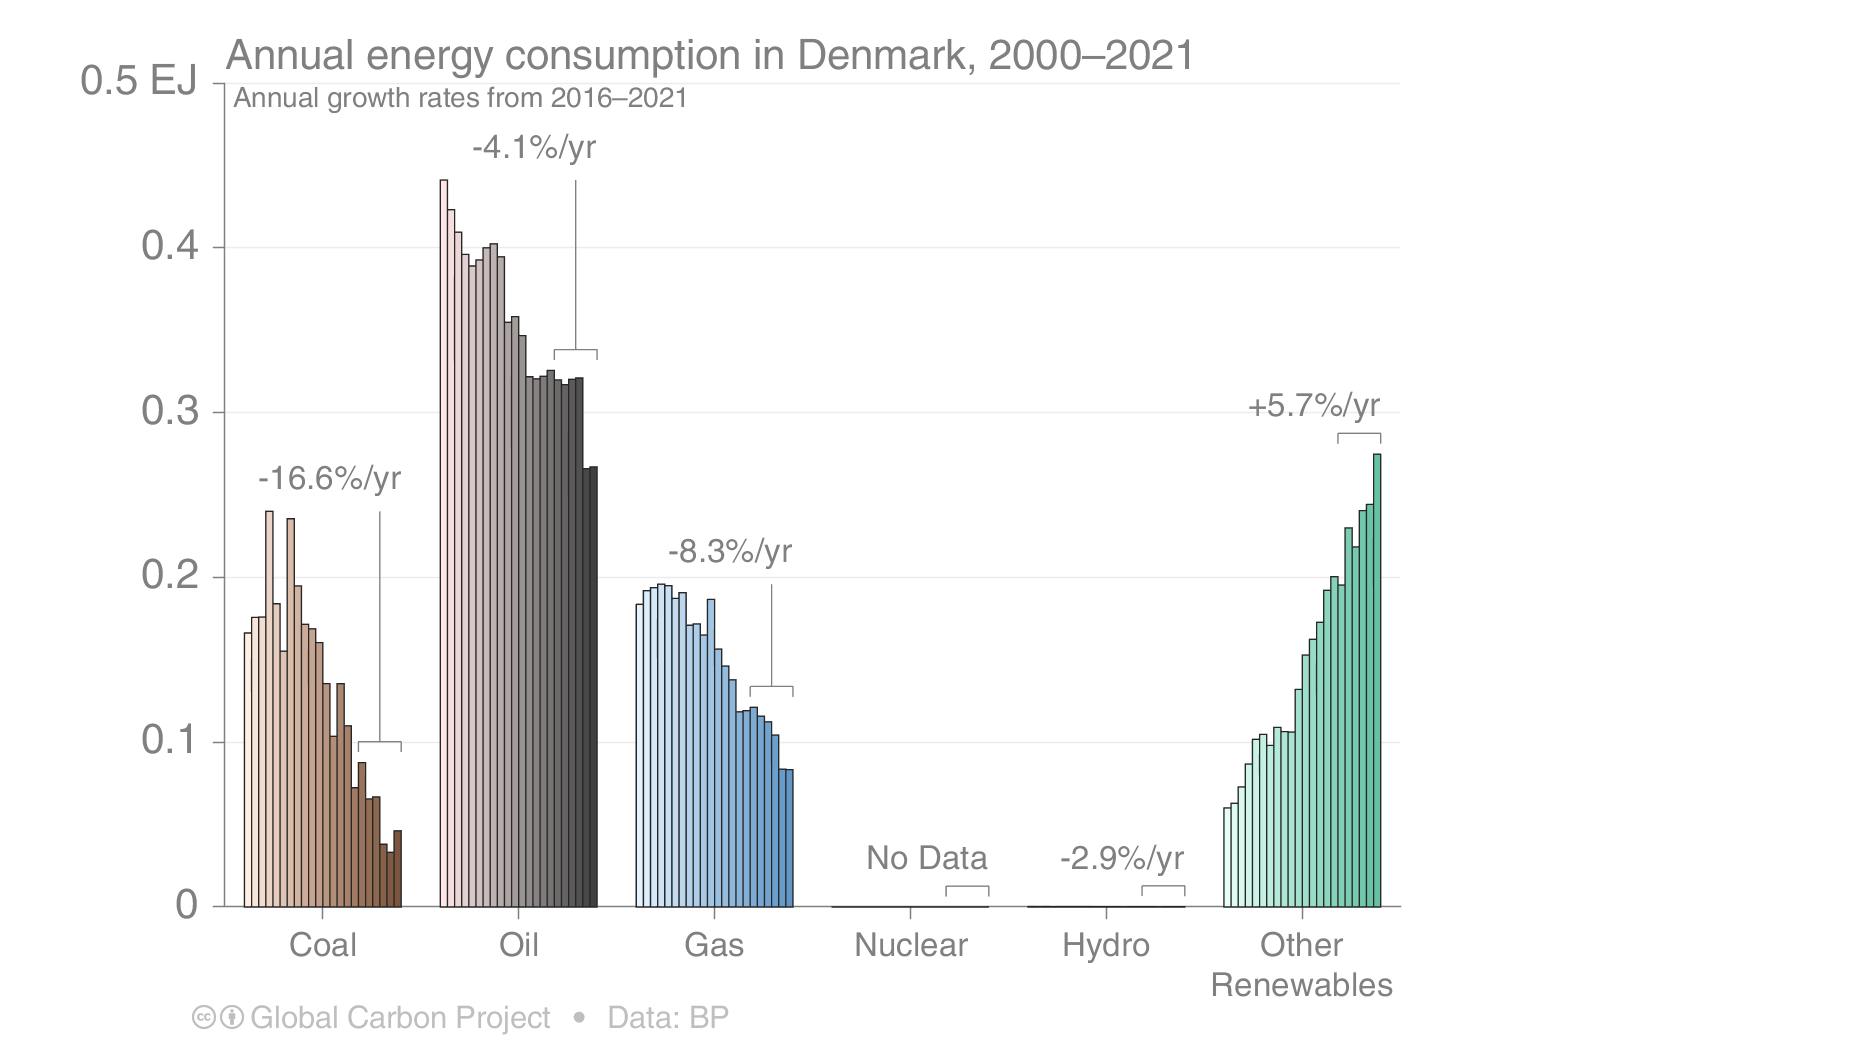 Annual energy consumption in Denmark, 2000–2021
0.5 EJ
Annual growth rates from 2016–2021
-4.1%/yr
0.4
0.3
+5.7%/yr
-16.6%/yr
-8.3%/yr
0.2
0.1
No Data
-2.9%/yr
0
Coal
Oil
Gas
Nuclear
Hydro
Other
Renewables
cc Global Carbon Project • Data: BP